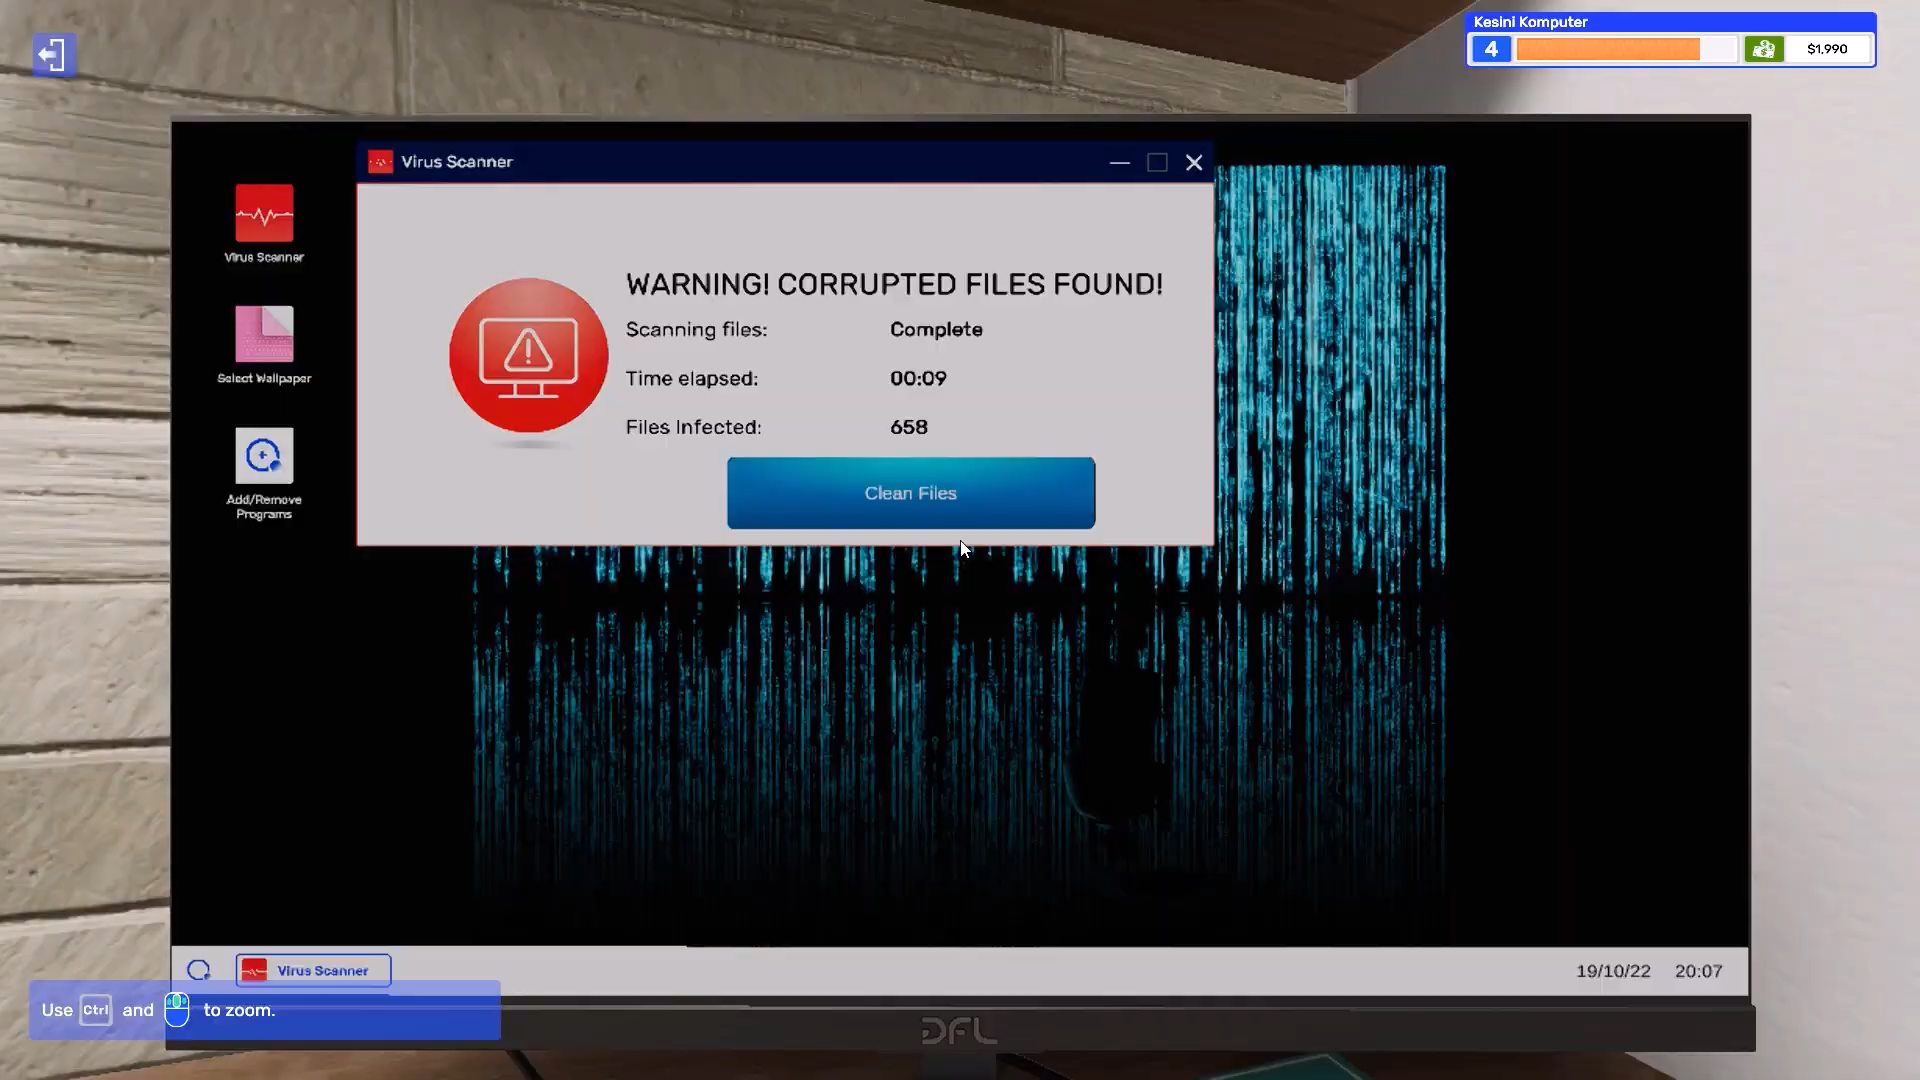 Kesini Komputer
4
$1,990
Virus Scanner
Virus Scanner
Select Wallpaper
Add/Remove
Programs
WARNING! CORRUPTED FILES FOUND!
Scanning files: Complete
Time elapsed: 00:09
Files Infected: 658
Clean Files
Virus Scanner
19/10/22 20:07
Use Ctrl and to zoom.
DFL